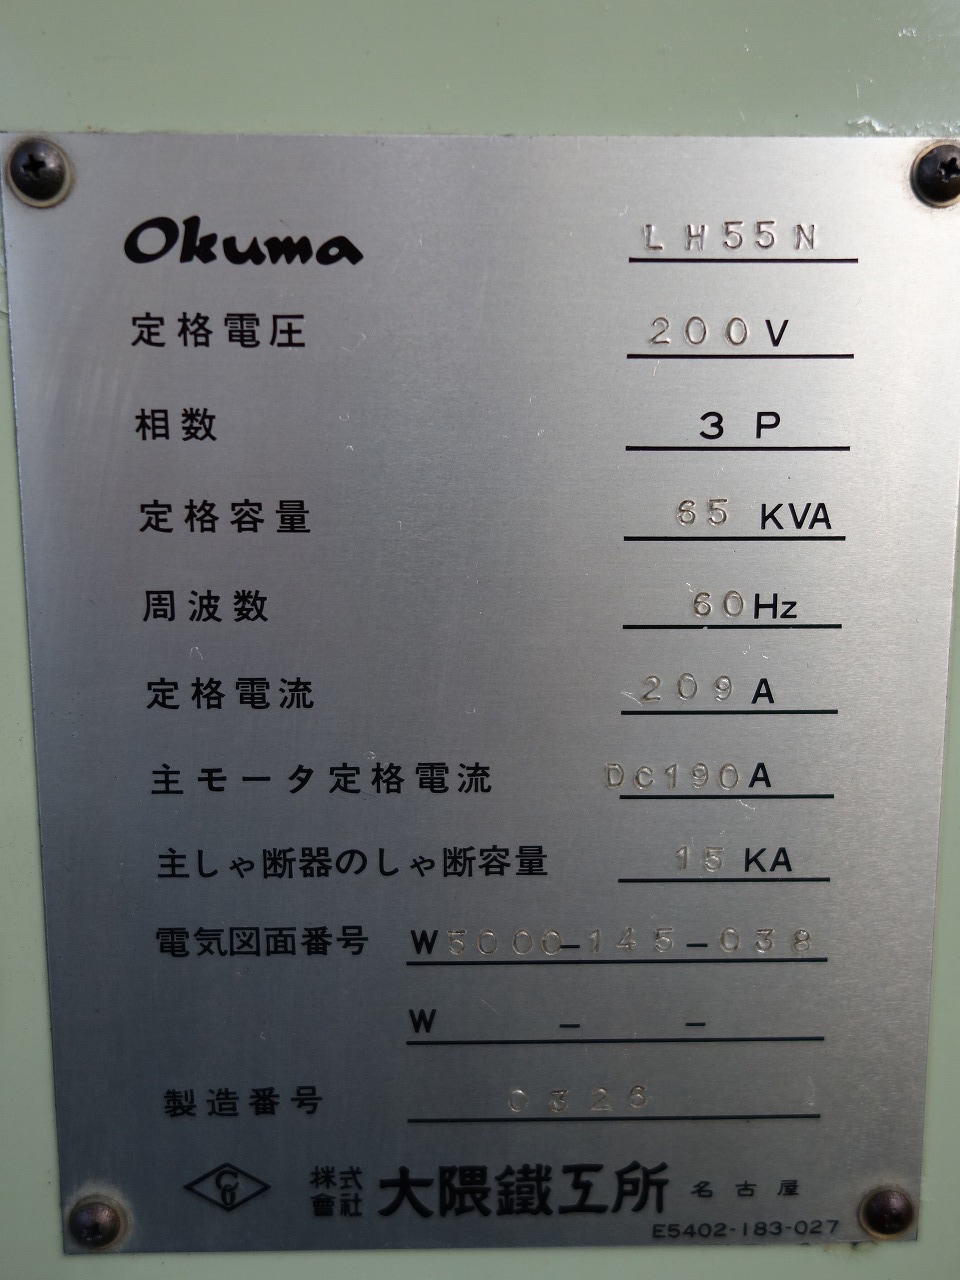 Okuma LH55N
定格電圧 200V
相数 3 P
定格容量 65 KVA
周波数 60Hz
定格電流 209 A
主モータ定格電流 DC190A
主しゃ断器のしゃ断容量 15 KA
電気図面番号 W5000-145-038
W - -
製造番号 0326
株式會社 大隈鐵工所 名古屋
E5402-183-027